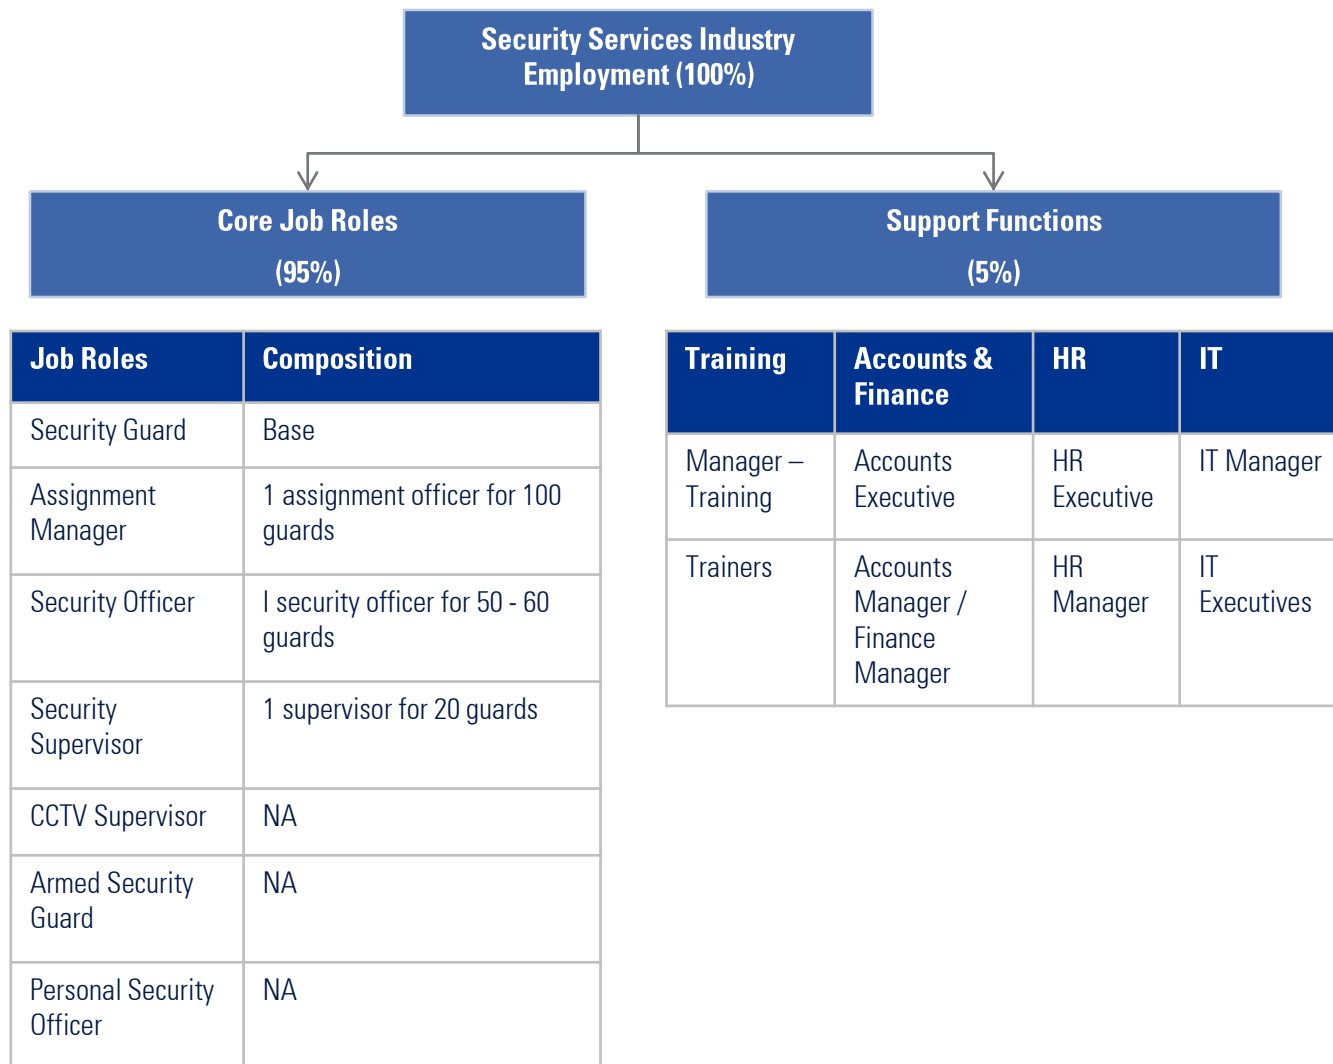 Security Services Industry
Employment (100%)
Core Job Roles
(95%)
Support Functions
(5%)
Job Roles
Composition
Security Guard
Base
Assignment
Manager
1 assignment officer for 100
guards
Security Officer
I security officer for 50 - 60
guards
Security
Supervisor
1 supervisor for 20 guards
CCTV Supervisor
NA
Armed Security
Guard
NA
Personal Security
Officer
NA
Training
Accounts &
Finance
HR
IT
Manager –
Training
Accounts
Executive
HR
Executive
IT Manager
Trainers
Accounts
Manager /
Finance
Manager
HR
Manager
IT
Executives